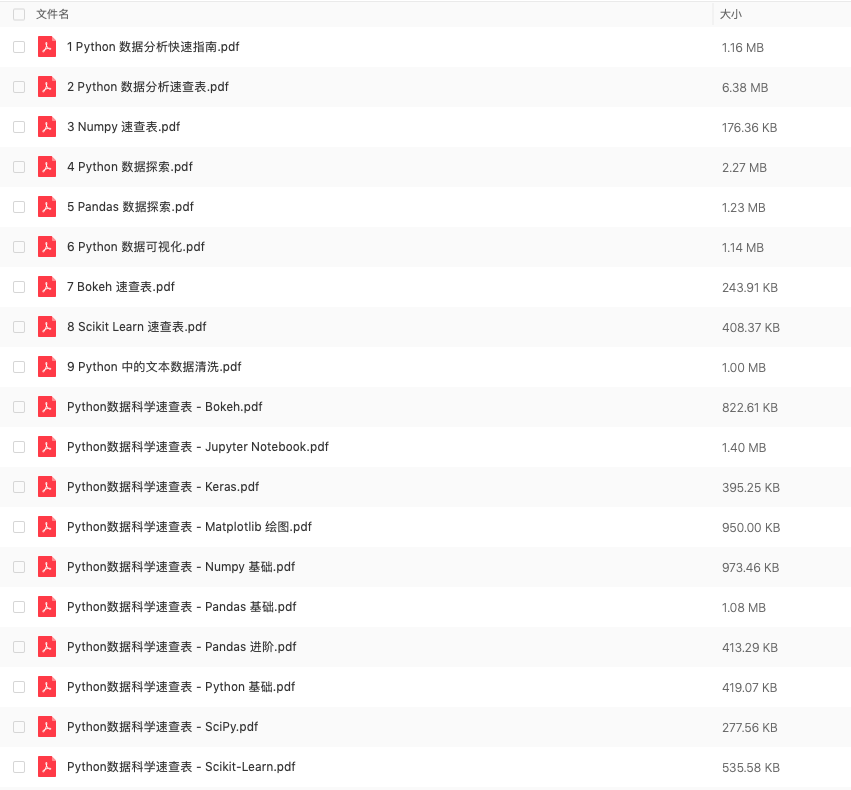 文件名 大小
1 Python 数据分析快速指南.pdf 1.16 MB
2 Python 数据分析速查表.pdf 6.38 MB
3 Numpy 速查表.pdf 176.36 KB
4 Python 数据探索.pdf 2.27 MB
5 Pandas 数据探索.pdf 1.23 MB
6 Python 数据可视化.pdf 1.14 MB
7 Bokeh 速查表.pdf 243.91 KB
8 Scikit Learn 速查表.pdf 408.37 KB
9 Python 中的文本数据清洗.pdf 1.00 MB
Python数据科学速查表 - Bokeh.pdf 822.61 KB
Python数据科学速查表 - Jupyter Notebook.pdf 1.40 MB
Python数据科学速查表 - Keras.pdf 395.25 KB
Python数据科学速查表 - Matplotlib 绘图.pdf 950.00 KB
Python数据科学速查表 - Numpy 基础.pdf 973.46 KB
Python数据科学速查表 - Pandas 基础.pdf 1.08 MB
Python数据科学速查表 - Pandas 进阶.pdf 413.29 KB
Python数据科学速查表 - Python 基础.pdf 419.07 KB
Python数据科学速查表 - SciPy.pdf 277.56 KB
Python数据科学速查表 - Scikit-Learn.pdf 535.58 KB